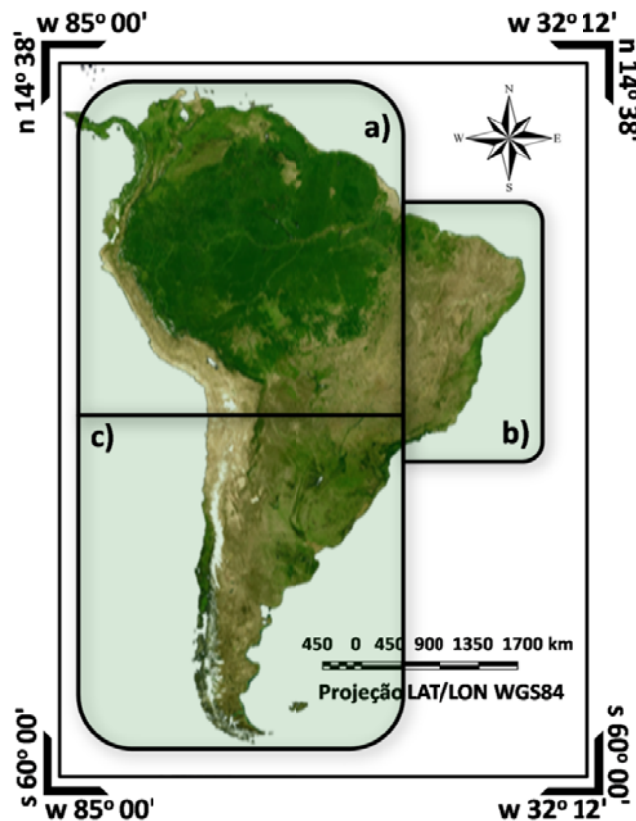 w 85º 00'
w 32º 12'
n 14º 38'
n 14º 38'
a)
N
W
E
S
b)
c)
450 0 450 900 1350 1700 km
Projeção LAT/LON WGS84
s 60º 00'
s 60º 00'
w 85º 00'
w 32º 12'